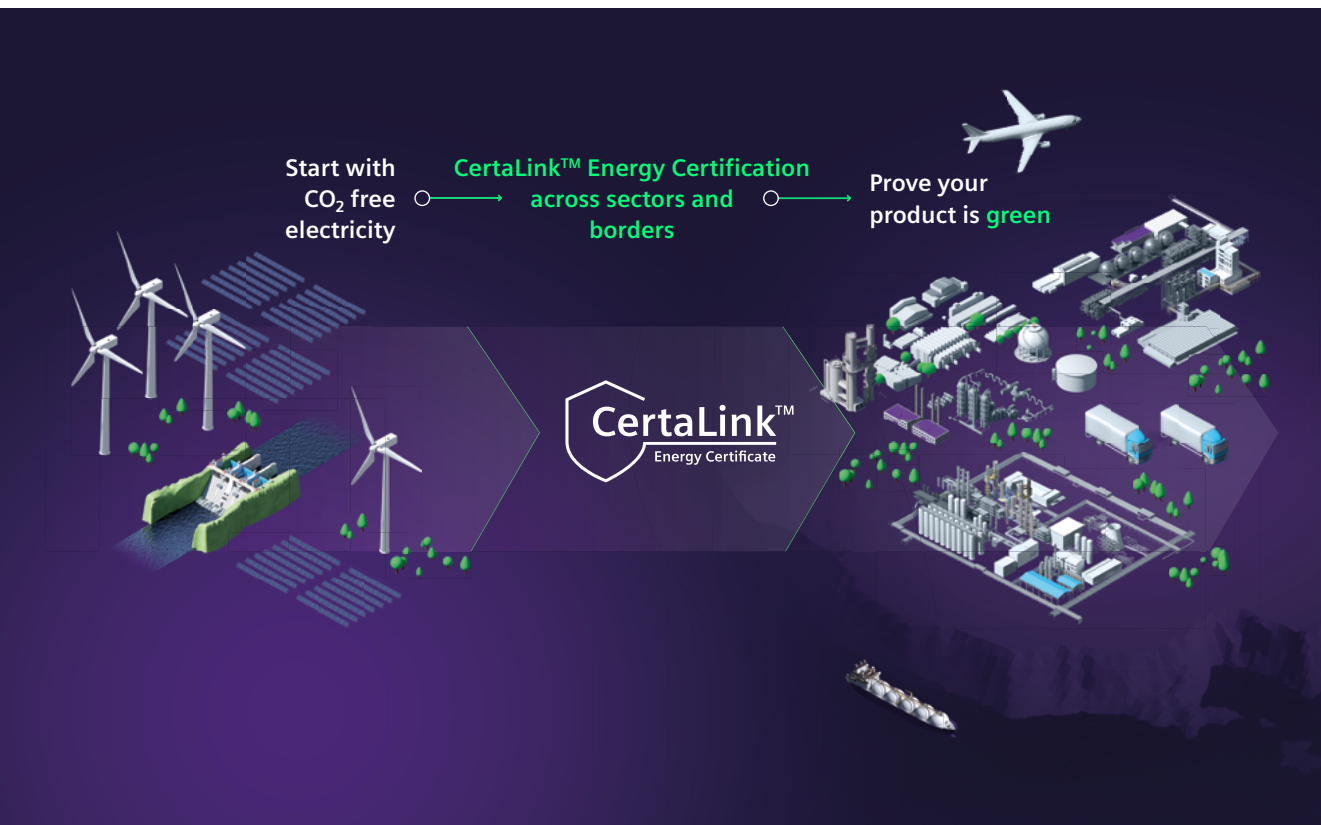 Start with
CO₂ free
electricity
CertaLink™ Energy Certification
across sectors and
borders
Prove your
product is green
CertaLink™
Energy Certificate